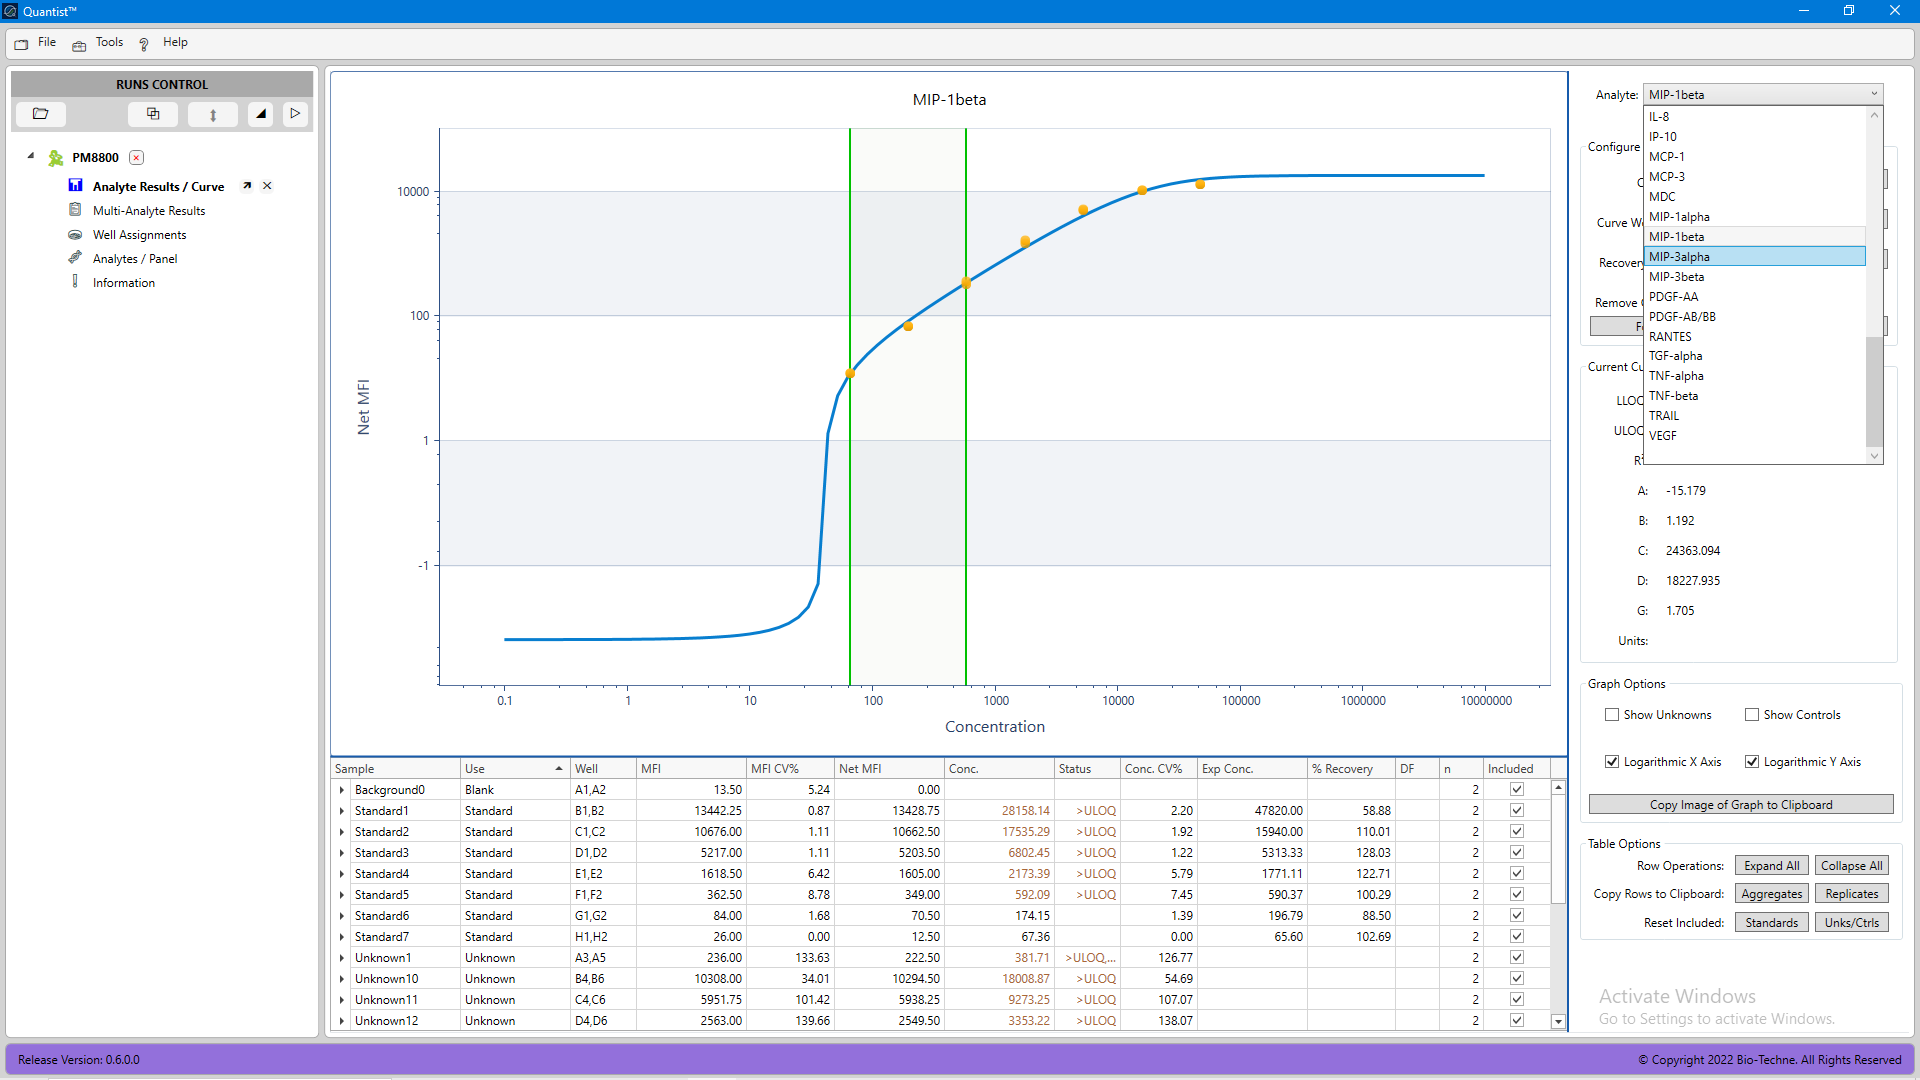 Quantist™
File Tools Help
RUNS CONTROL
PM8800
Analyte Results / Curve
Multi-Analyte Results
Well Assignments
Analytes / Panel
Information
MIP-1beta
Net MFI
10000
100
1
-1
0.1 1 10 100 1000 10000 100000 1000000 10000000
Concentration
Sample Use Well MFI MFI CV% Net MFI Conc. Status Conc. CV% Exp Conc. % Recovery DF n Included
Background0 Blank A1,A2 13.50 5.24 0.00 2
Standard1 Standard B1,B2 13442.25 0.87 13428.75 28158.14 >ULOQ 2.20 47820.00 58.88 2
Standard2 Standard C1,C2 10676.00 1.11 10662.50 17535.29 >ULOQ 1.92 15940.00 110.01 2
Standard3 Standard D1,D2 5217.00 1.11 5203.50 6802.45 >ULOQ 1.22 5313.33 128.03 2
Standard4 Standard E1,E2 1618.50 6.42 1605.00 2173.39 >ULOQ 5.79 1771.11 122.71 2
Standard5 Standard F1,F2 362.50 8.78 349.00 592.09 >ULOQ 7.45 590.37 100.29 2
Standard6 Standard G1,G2 84.00 1.68 70.50 174.15 1.39 196.79 88.50 2
Standard7 Standard H1,H2 26.00 0.00 12.50 67.36 0.00 65.60 102.69 2
Unknown1 Unknown A3,A5 236.00 133.63 222.50 381.71 >ULOQ,... 126.77 2
Unknown10 Unknown B4,B6 10308.00 34.01 10294.50 18008.87 >ULOQ 54.69 2
Unknown11 Unknown C4,C6 5951.75 101.42 5938.25 9273.25 >ULOQ 107.07 2
Unknown12 Unknown D4,D6 2563.00 139.66 2549.50 3353.22 >ULOQ 138.07 2
Analyte: MIP-1beta
IL-8
IP-10
MCP-1
MCP-3
MDC
MIP-1alpha
MIP-1beta
MIP-3alpha
MIP-3beta
PDGF-AA
PDGF-AB/BB
RANTES
TGF-alpha
TNF-alpha
TNF-beta
TRAIL
VEGF
Configure
Curve We
Recovery
Remove
Current Cu
LLOQ
ULOQ
A: -15.179
B: 1.192
C: 24363.094
D: 18227.935
G: 1.705
Units:
Graph Options
Show Unknowns Show Controls
Logarithmic X Axis Logarithmic Y Axis
Copy Image of Graph to Clipboard
Table Options
Row Operations: Expand All Collapse All
Copy Rows to Clipboard: Aggregates Replicates
Reset Included: Standards Unks/Ctrls
Activate Windows
Go to Settings to activate Windows.
Release Version: 0.6.0.0
© Copyright 2022 Bio-Techne. All Rights Reserved